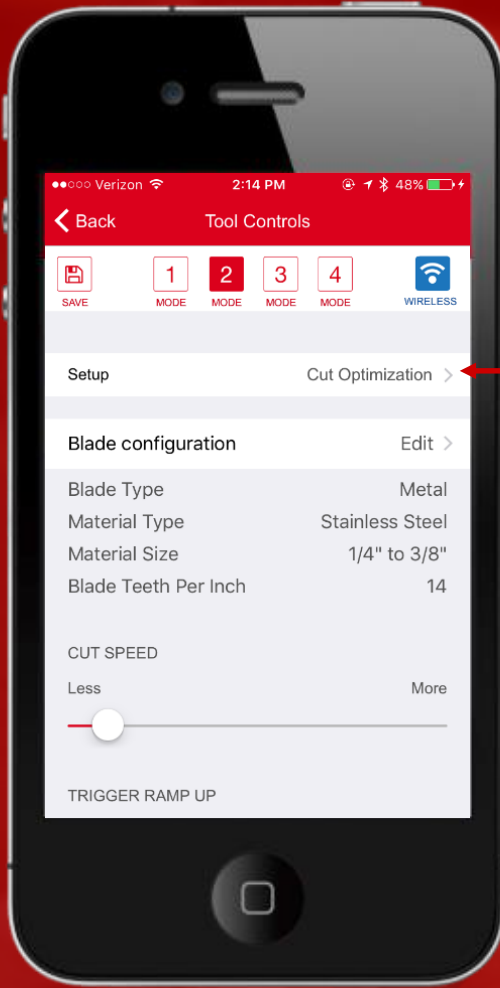 Verizon 2:14 PM 48%
Back Tool Controls
1 2 3 4
SAVE MODE MODE MODE MODE WIRELESS
Setup Cut Optimization
Blade configuration Edit
Blade Type Metal
Material Type Stainless Steel
Material Size 1/4" to 3/8"
Blade Teeth Per Inch 14
CUT SPEED
Less More
TRIGGER RAMP UP